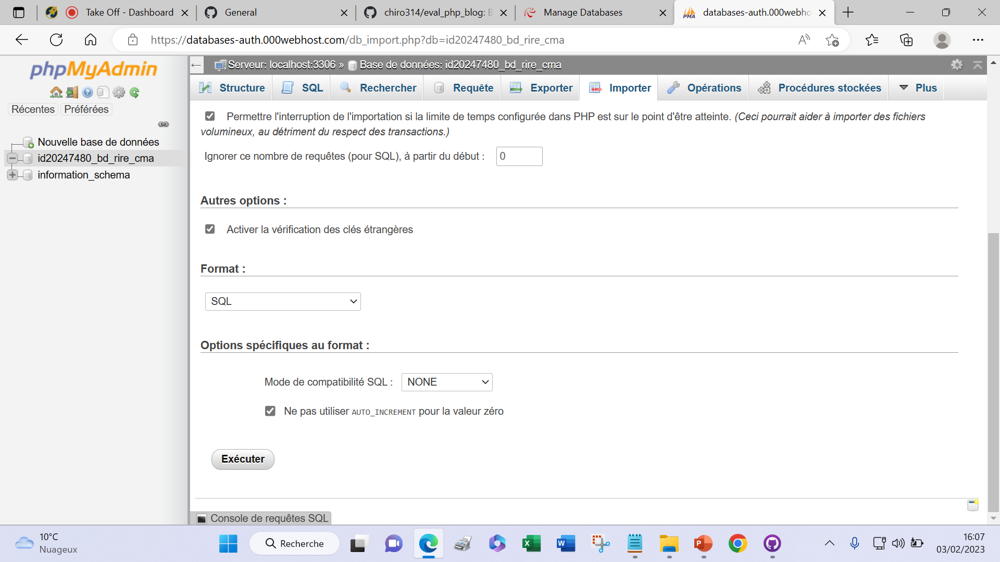 Take Off - Dashboard
General
chiro314/eval_php_blog: B
Manage Databases
databases-auth.000webho
https://databases-auth.000webhost.com/db_import.php?db=id20247480_bd_rire_cma
phpMyAdmin
Récentes Préférées
Nouvelle base de données
id20247480_bd_rire_cma
information_schema
Serveur: localhost:3306 » Base de données: id20247480_bd_rire_cma
Structure SQL Rechercher Requête Exporter Importer Opérations Procédures stockées Plus
Permettre l'interruption de l'importation si la limite de temps configurée dans PHP est sur le point d'être atteinte. (Ceci pourrait aider à importer des fichiers
volumineux, au détriment du respect des transactions.)
Ignorer ce nombre de requêtes (pour SQL), à partir du début : 0
Autres options :
Activer la vérification des clés étrangères
Format :
SQL
Options spécifiques au format :
Mode de compatibilité SQL : NONE
Ne pas utiliser AUTO_INCREMENT pour la valeur zéro
Exécuter
Console de requêtes SQL
10°C
Nuageux
Recherche
16:07
03/02/2023